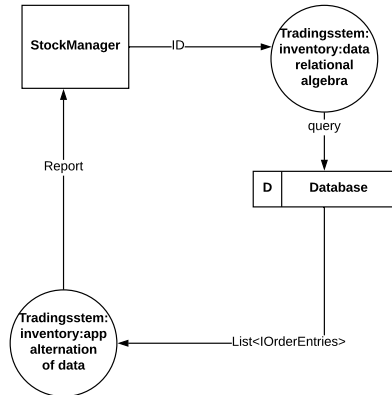 StockManager
ID
Tradingsstem:
inventory:data
relational
algebra
query
D
Database
Report
Tradingsstem:
inventory:app
alternation
of data
List<IOrderEntries>